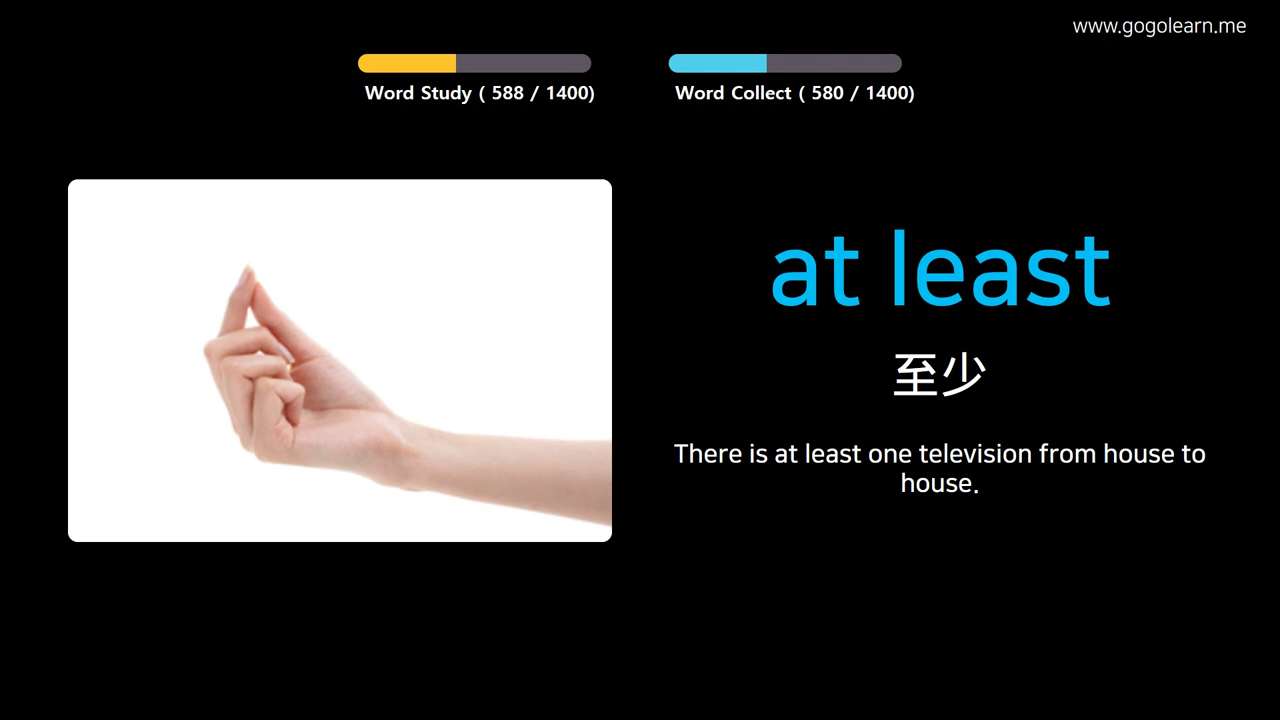 www.gogolearn.me
Word Study ( 588 / 1400)
Word Collect ( 580 / 1400)
at least
至少
There is at least one television from house to
house.